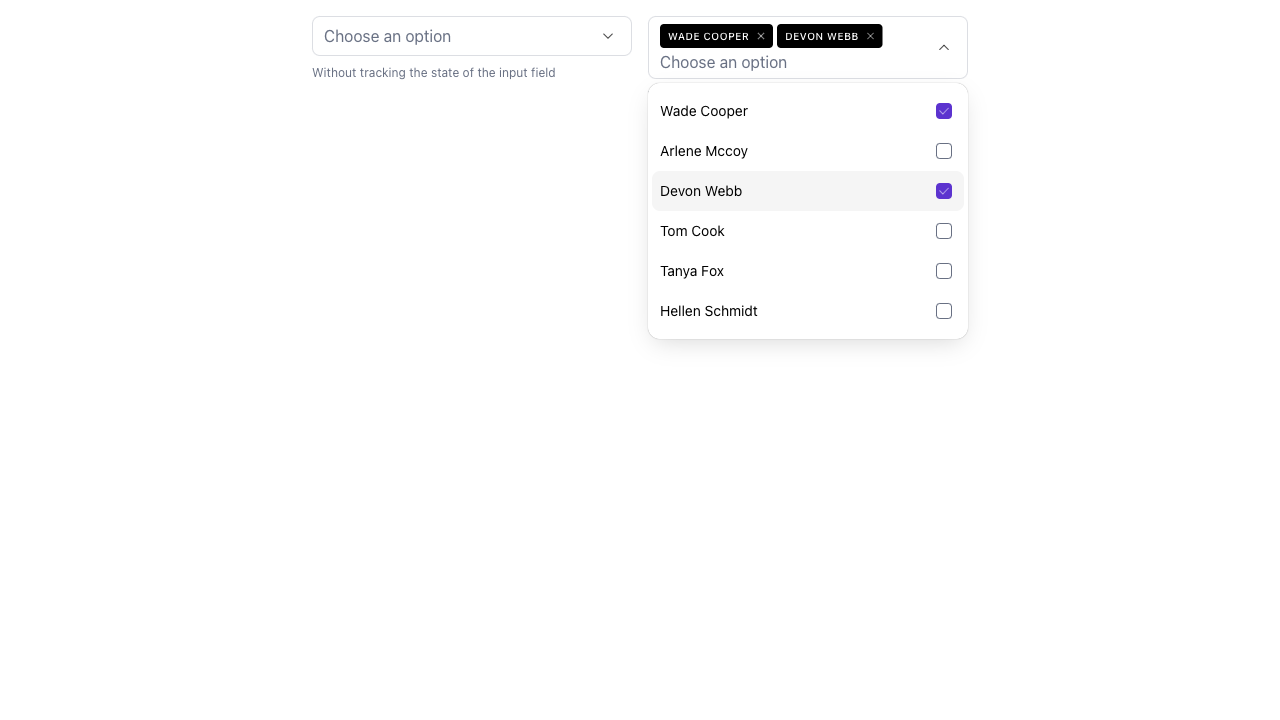 Choose an option
Without tracking the state of the input field
WADE COOPER DEVON WEBB
Choose an option
Wade Cooper
Arlene Mccoy
Devon Webb
Tom Cook
Tanya Fox
Hellen Schmidt